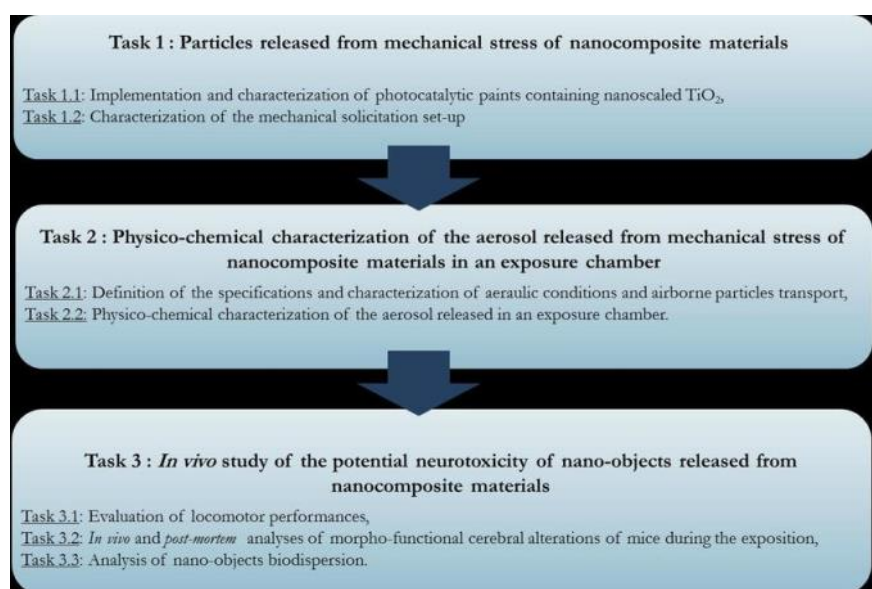 Task 1 : Particles released from mechanical stress of nanocomposite materials
Task 1.1: Implementation and characterization of photocatalytic paints containing nanoscaled TiO₂,
Task 1.2: Characterization of the mechanical solicitation set-up
Task 2 : Physico-chemical characterization of the aerosol released from mechanical stress of
nanocomposite materials in an exposure chamber
Task 2.1: Definition of the specifications and characterization of aeraulic conditions and airborne particles transport,
Task 2.2: Physico-chemical characterization of the aerosol released in an exposure chamber.
Task 3 : In vivo study of the potential neurotoxicity of nano-objects released from
nanocomposite materials
Task 3.1: Evaluation of locomotor performances,
Task 3.2: In vivo and post-mortem analyses of morpho-functional cerebral alterations of mice during the exposition,
Task 3.3: Analysis of nano-objects biodispersion.